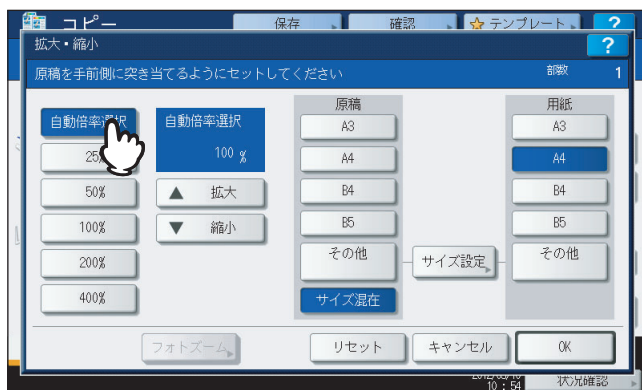 コピー
保存
確認
テンプレート
?
拡大・縮小
?
原稿を手前側に突き当てるようにセットしてください
部数 1
原稿
用紙
自動倍率選択
自動倍率選択
A3
A3
25%
100 %
A4
A4
50%
拡大
B4
B4
100%
縮小
B5
B5
200%
その他
サイズ設定
その他
400%
サイズ混在
フォトズーム
リセット
キャンセル
OK
10:54
状況確認